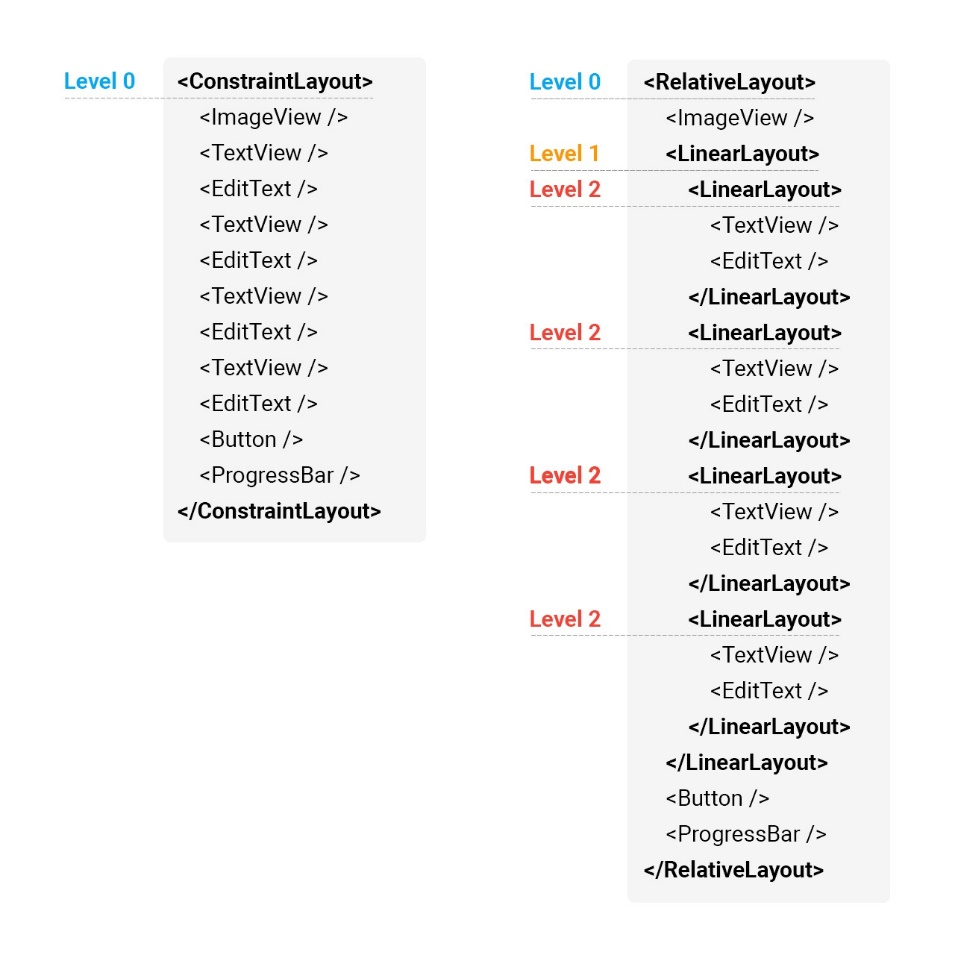 Level 0 <ConstraintLayout>
<ImageView />
<TextView />
<EditText />
<TextView />
<EditText />
<TextView />
<EditText />
<TextView />
<EditText />
<Button />
<ProgressBar />
</ConstraintLayout>
Level 0 <RelativeLayout>
<ImageView />
Level 1 <LinearLayout>
Level 2 <LinearLayout>
<TextView />
<EditText />
</LinearLayout>
Level 2 <LinearLayout>
<TextView />
<EditText />
</LinearLayout>
Level 2 <LinearLayout>
<TextView />
<EditText />
</LinearLayout>
Level 2 <LinearLayout>
<TextView />
<EditText />
</LinearLayout>
</LinearLayout>
<Button />
<ProgressBar />
</RelativeLayout>